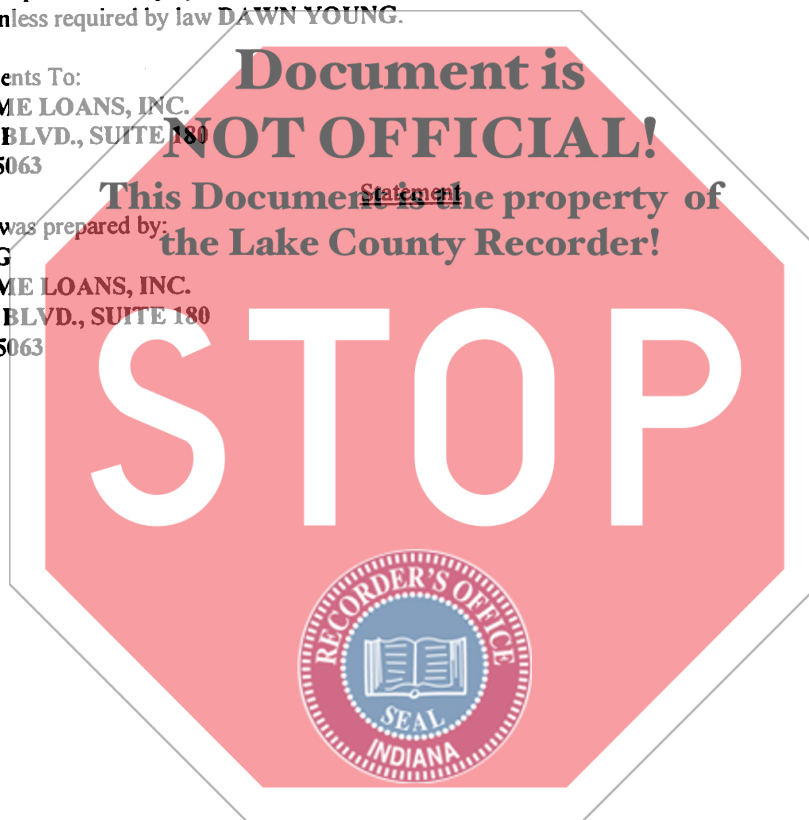 unless required by law DAWN YOUNG.
ents To:
ME LOANS, INC.
BLVD., SUITE 180
5063
Statement
was prepared by:
G
ME LOANS, INC.
BLVD., SUITE 180
5063
Document is
NOT OFFICIAL!
This Document is the property of
the Lake County Recorder!
STOP
RECORDER'S OFFICE
SEAL
INDIANA